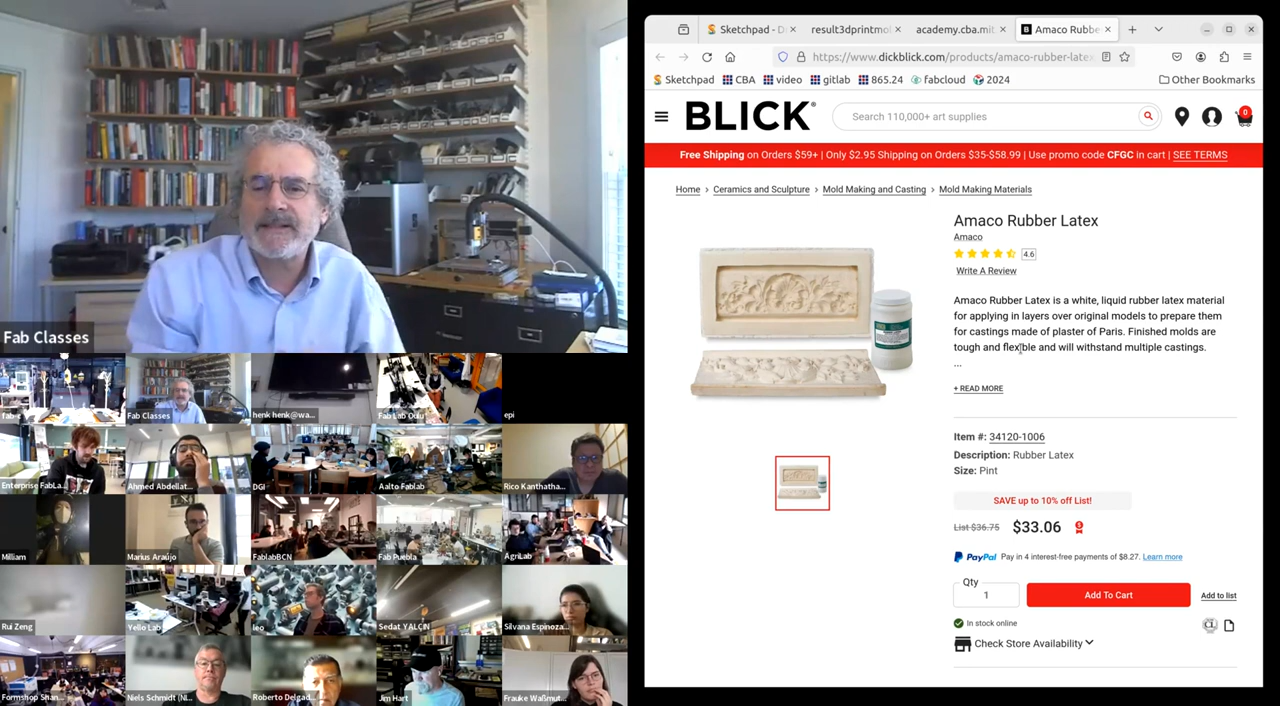 Fab Classes
fab-c
Fab Classes
henk henk@wa...
Fab Lab Oulu
epi
Enterprise FabLa...
Ahmed Abdellat...
DGI
Aalto Fablab
Rico Kanthatha...
Milliam
Marius Araújo
FablabBCN
Fab Puebla
AgriLab
Rui Zeng
Yello Lab
leo
Sedat YALÇIN
Silvana Espinoza...
Formshop Shan...
Niels Schmidt (NI...
Roberto Delgad...
Jim Hart
Frauke Waßmut...
Sketchpad - D
result3dprintmol
academy.cba.mit.
Amaco Rubbe
https://www.dickblick.com/products/amaco-rubber-latex
Sketchpad
CBA
video
gitlab
865.24
fabcloud
2024
Other Bookmarks
BLICK®
Search 110,000+ art supplies
0
Free Shipping on Orders $59+ | Only $2.95 Shipping on Orders $35-$58.99 | Use promo code CFGC in cart | SEE TERMS
Home > Ceramics and Sculpture > Mold Making and Casting > Mold Making Materials
Amaco Rubber Latex
Amaco
4.6
Write A Review
Amaco Rubber Latex is a white, liquid rubber latex material
for applying in layers over original models to prepare them
for castings made of plaster of Paris. Finished molds are
tough and flexible and will withstand multiple castings.
...
+ READ MORE
Item #: 34120-1006
Description: Rubber Latex
Size: Pint
SAVE up to 10% off List!
List $36.75 $33.06
PayPal Pay in 4 interest-free payments of $8.27. Learn more
Qty
1
Add To Cart
Add to list
In stock online
CL
Check Store Availability